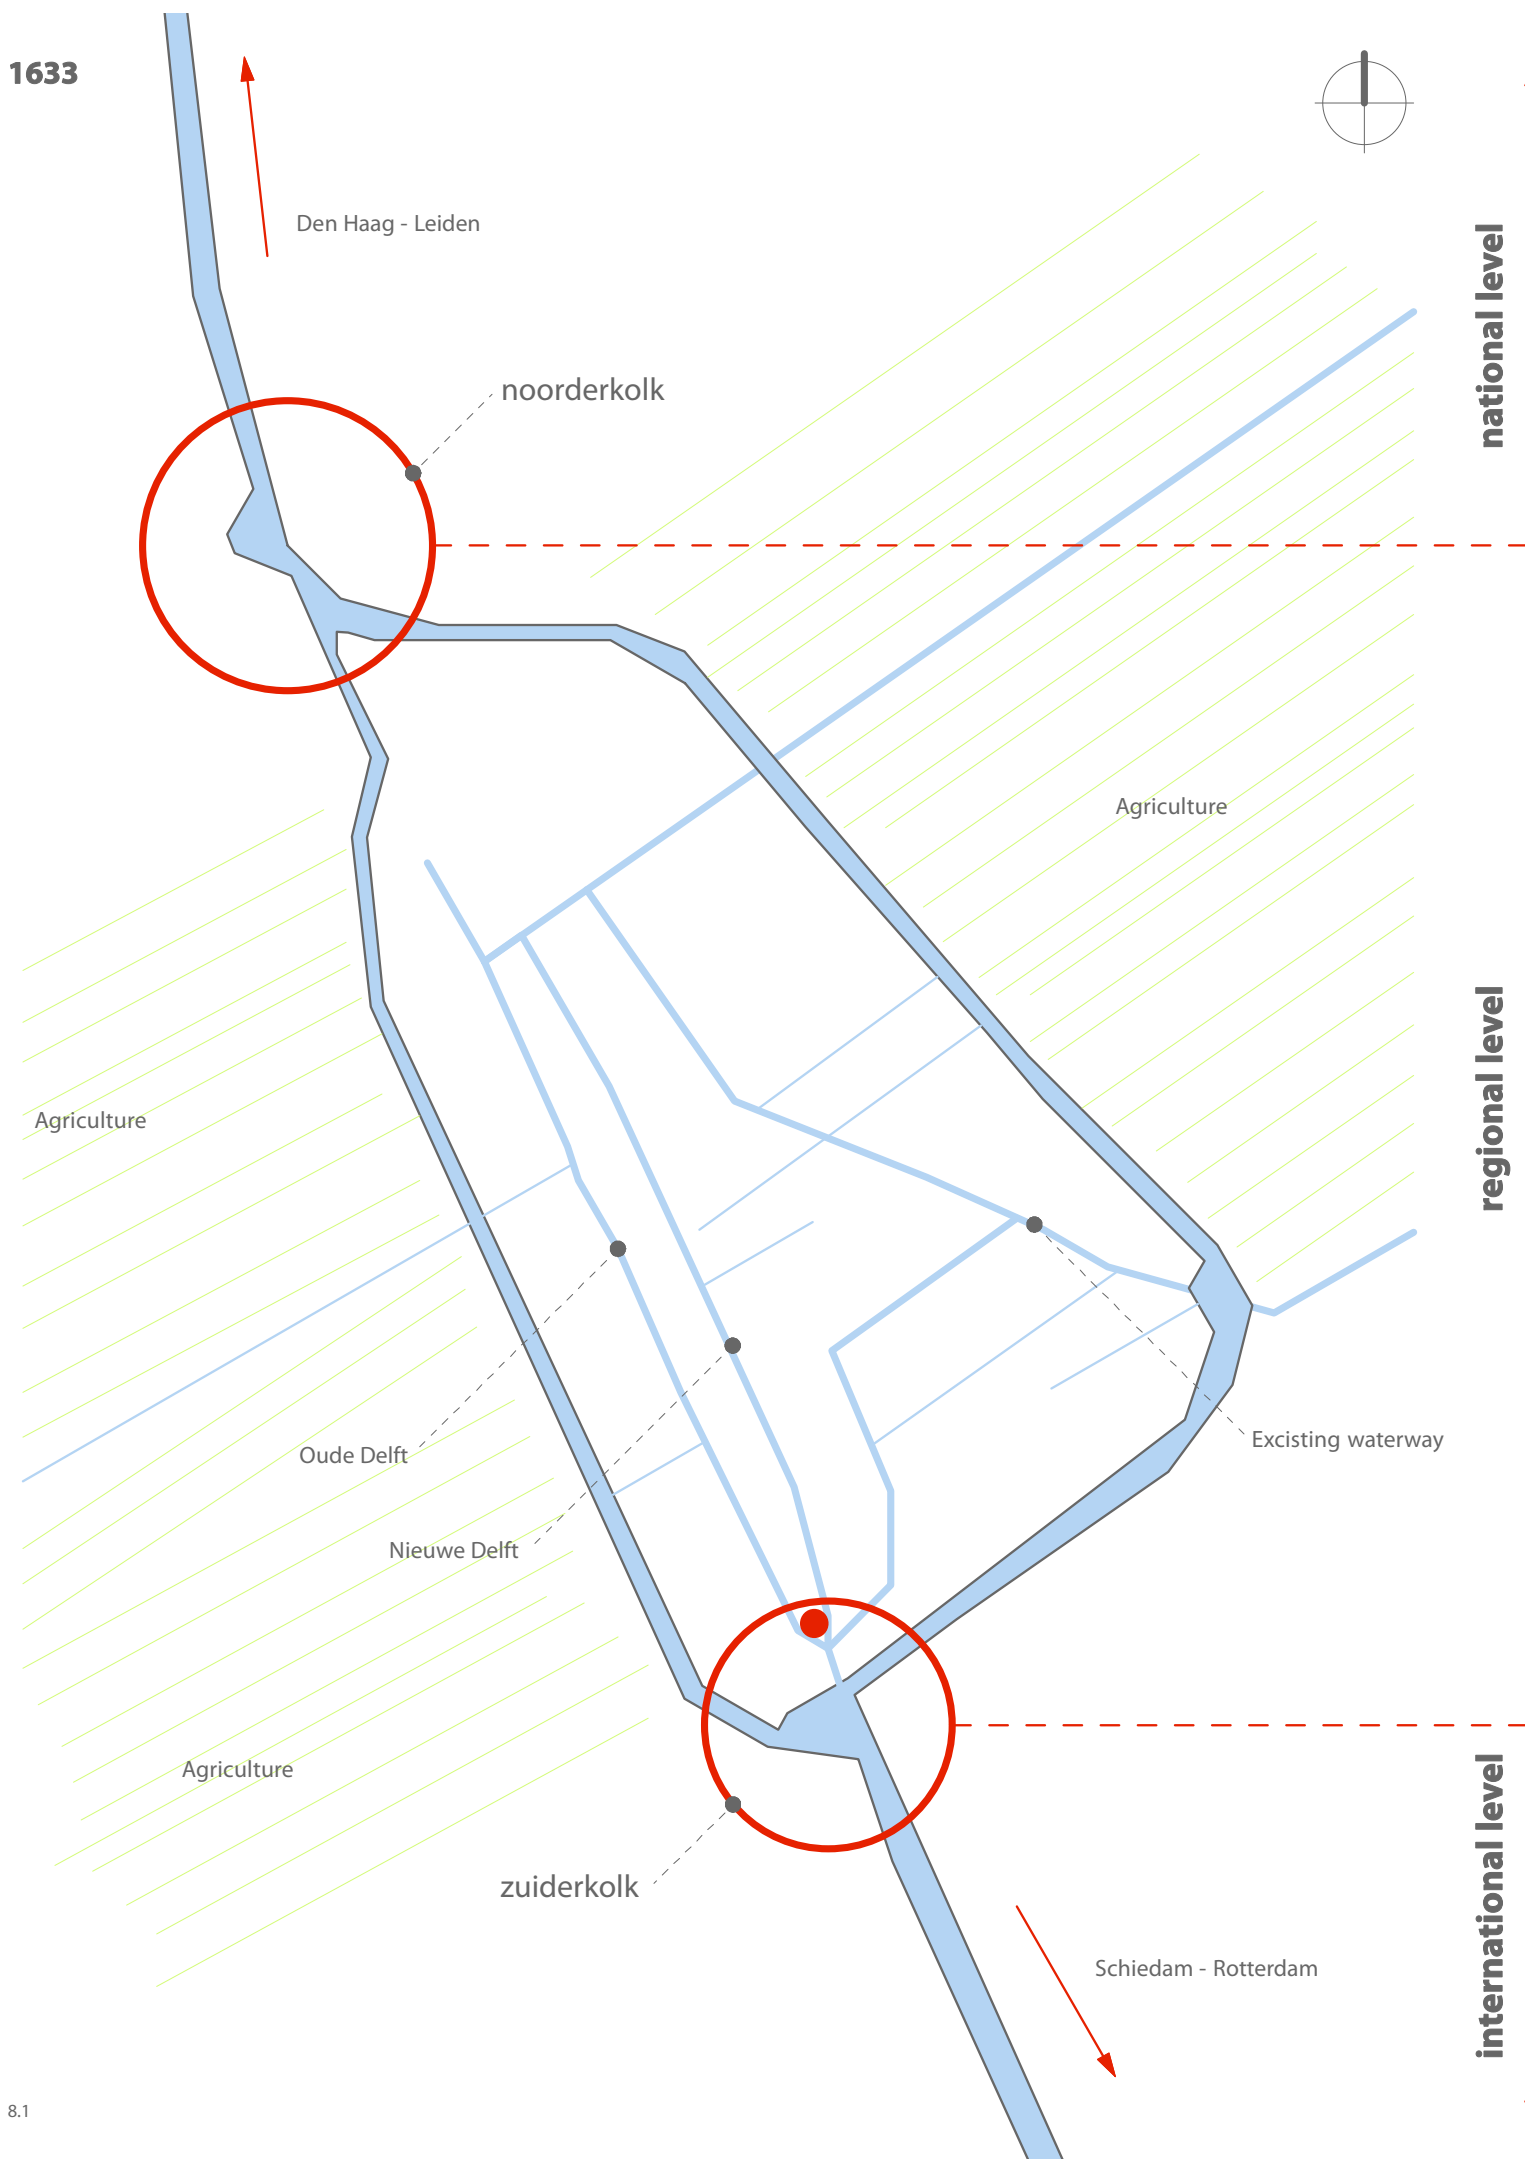 1633
Den Haag - Leiden
national level
noorderkolk
Agriculture
regional level
Agriculture
Excisting waterway
Oude Delft
Nieuwe Delft
Agriculture
zuiderkolk
international level
Schiedam - Rotterdam
8.1